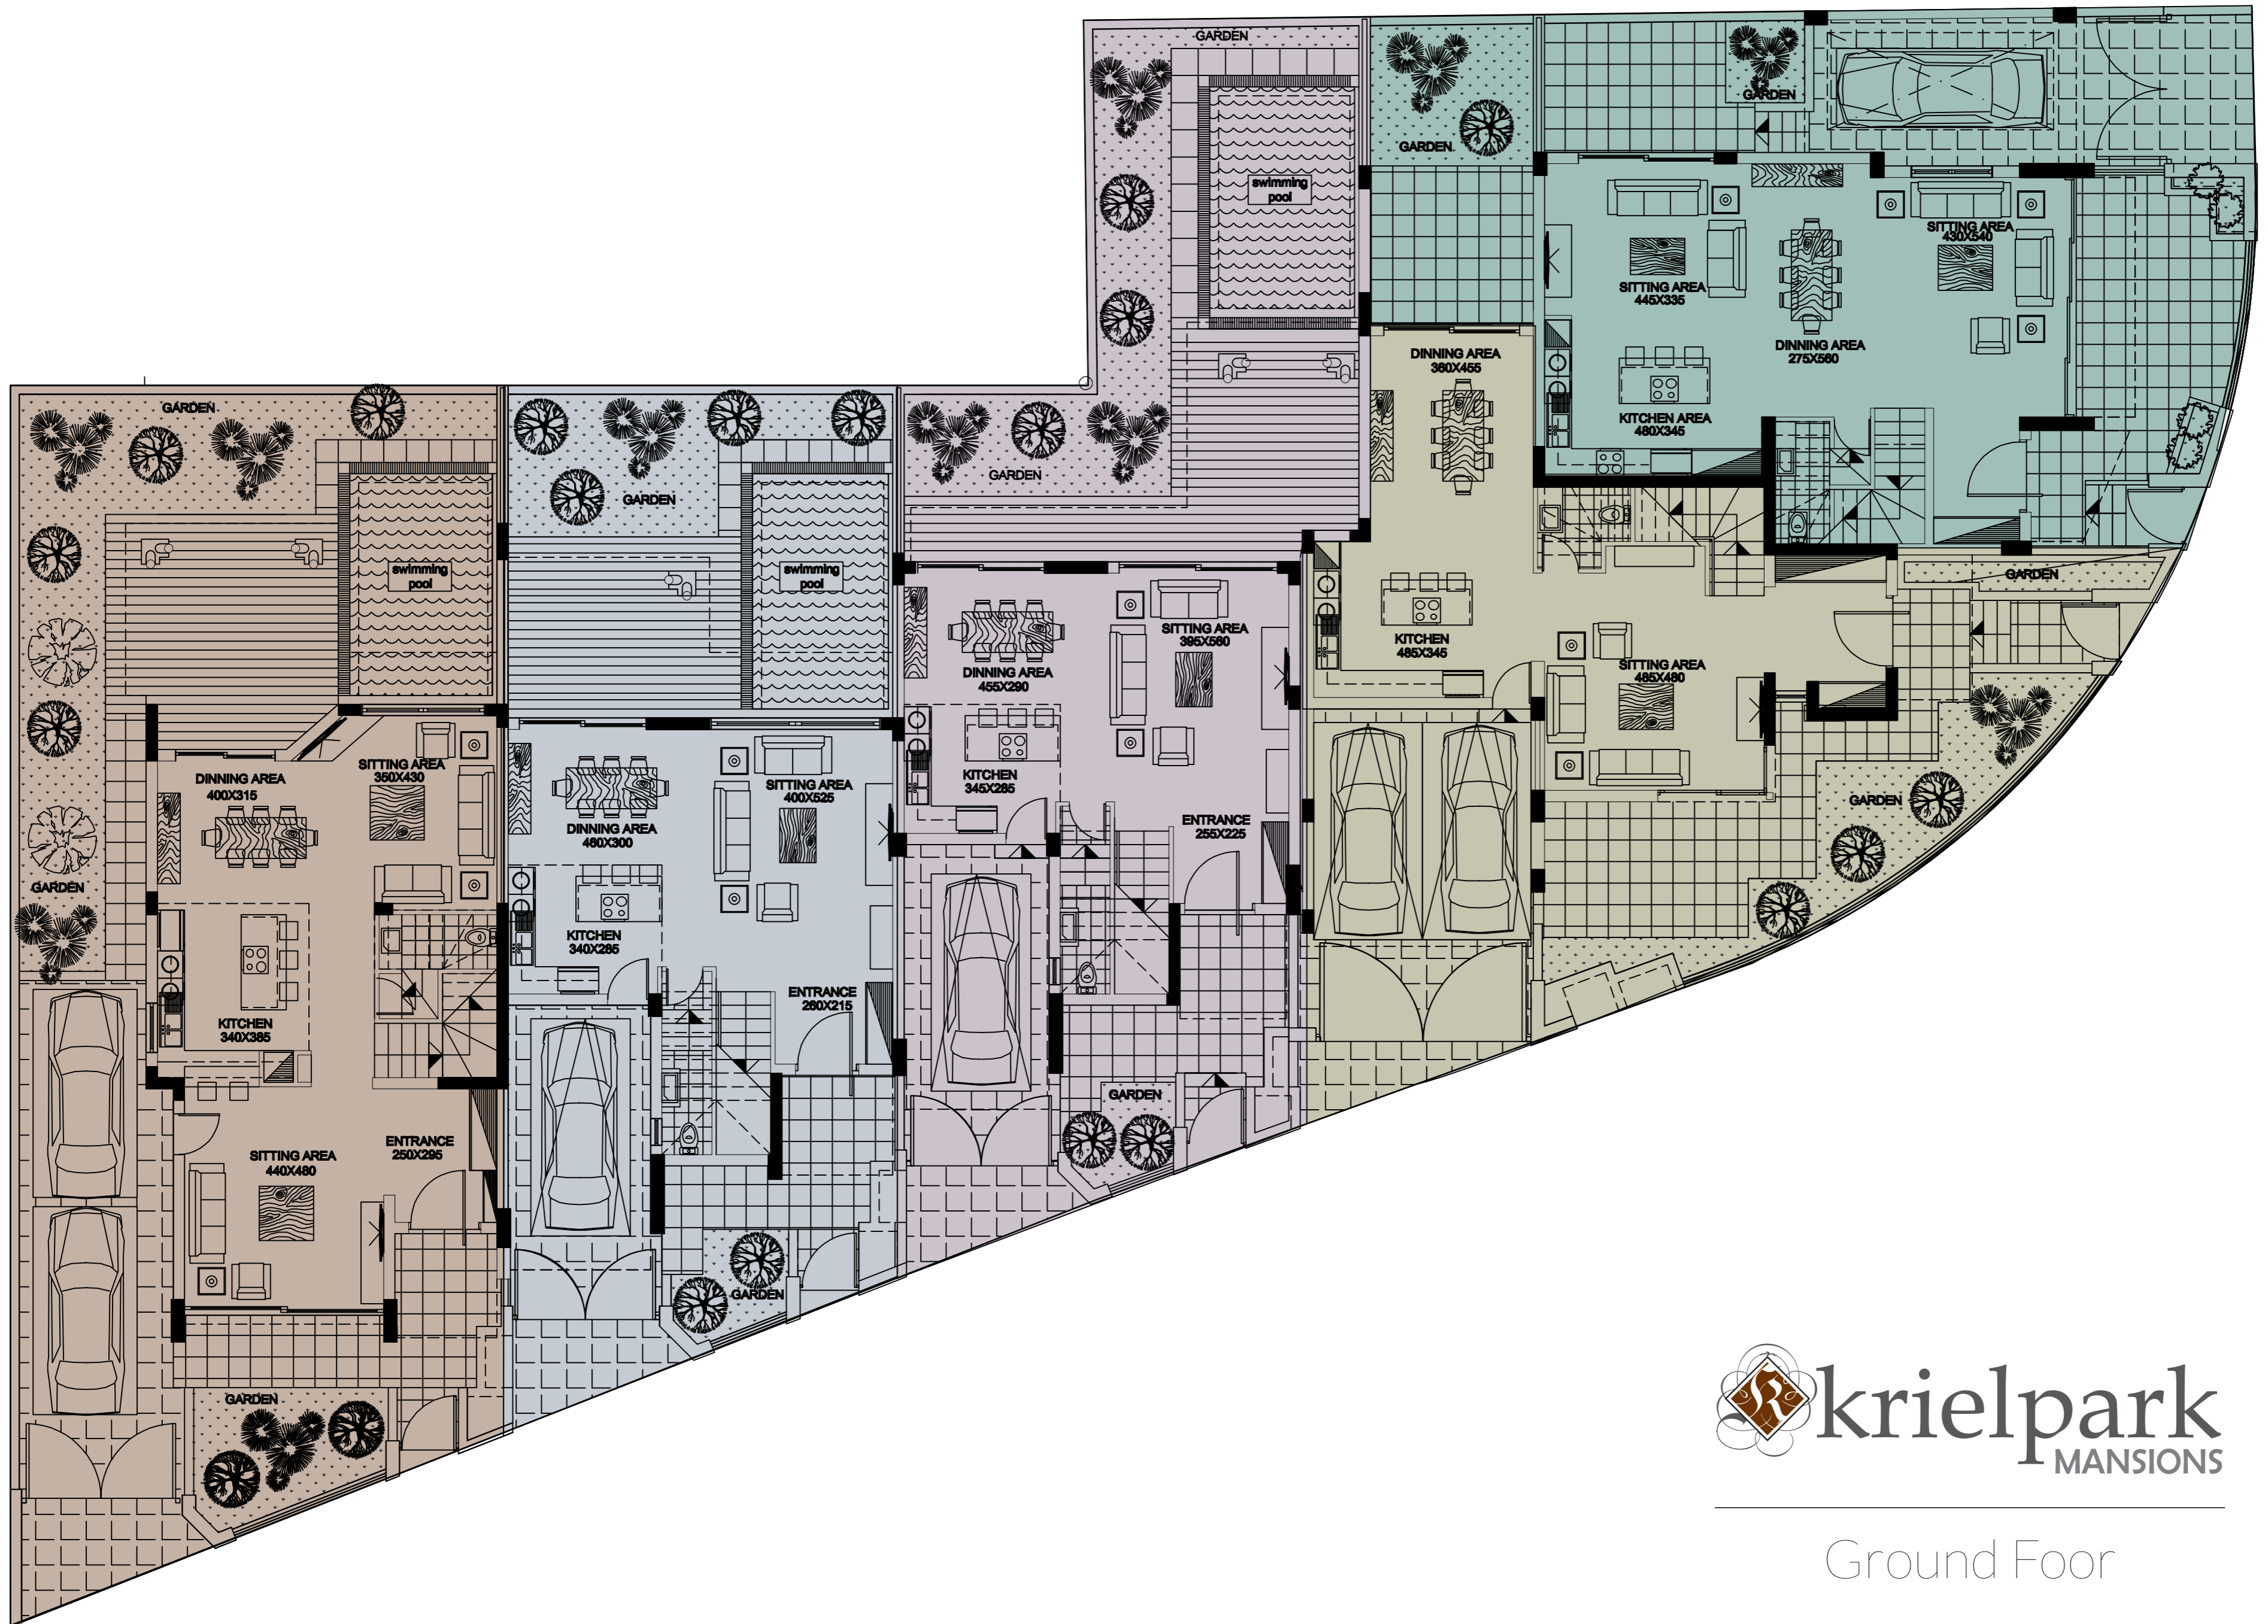 GARDEN
swimming
pool
DINNING AREA
400X315
SITTING AREA
350X430
GARDEN
KITCHEN
340X385
SITTING AREA
440X480
ENTRANCE
250X295
GARDEN
GARDEN
swimming
pool
DINNING AREA
460X300
SITTING AREA
400X525
KITCHEN
340X285
ENTRANCE
260X215
GARDEN
GARDEN
swimming
pool
GARDEN
DINNING AREA
455X290
SITTING AREA
395X560
KITCHEN
345X285
ENTRANCE
255X225
GARDEN
DINNING AREA
360X455
KITCHEN
485X345
SITTING AREA
485X480
GARDEN
GARDEN
GARDEN
GARDEN
SITTING AREA
445X335
DINNING AREA
275X560
SITTING AREA
430X540
KITCHEN AREA
480X345
krielpark
MANSIONS
Ground Foor